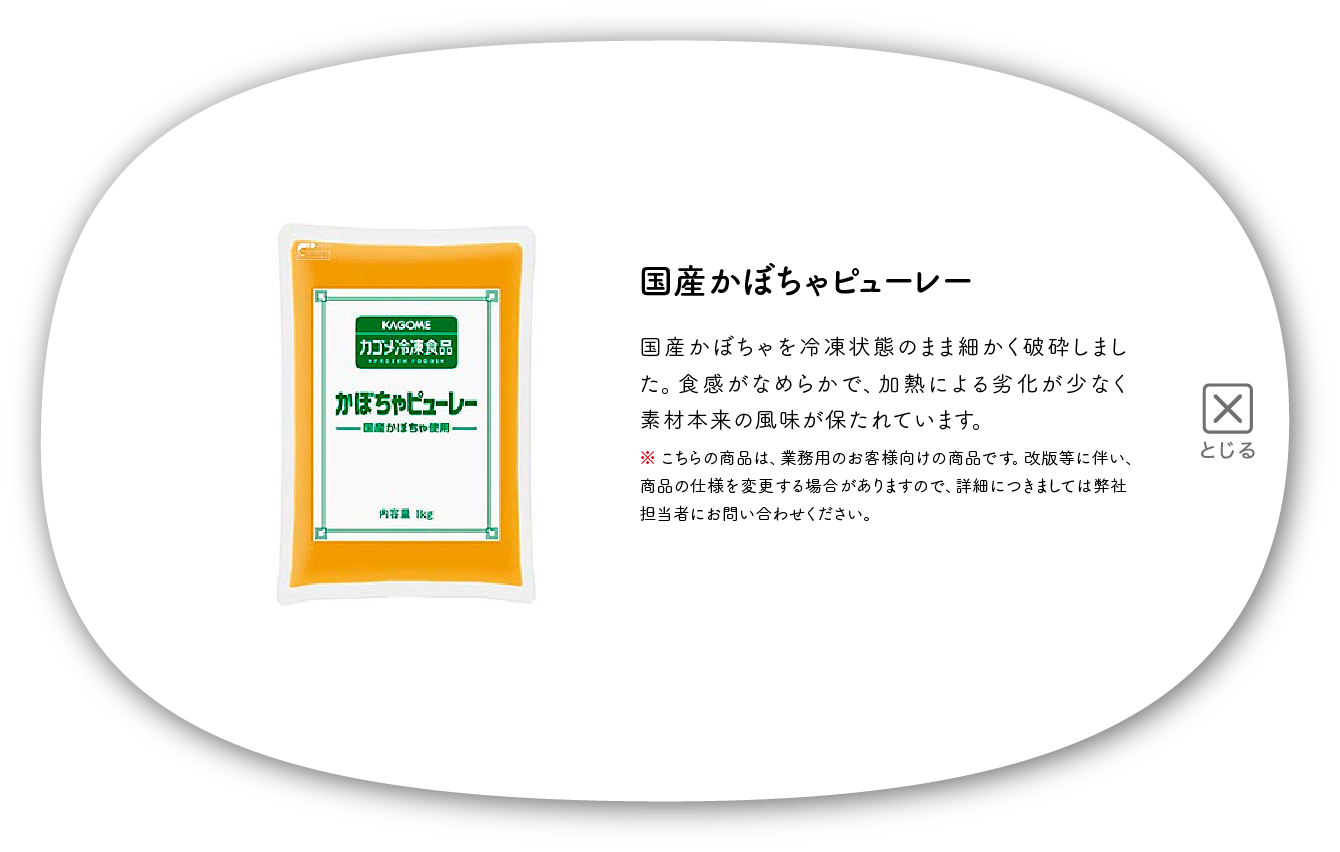 KAGOME
カゴメ冷凍食品
かぼちゃピューレー
国産かぼちゃ使用
内容量 1kg
国産かぼちゃピューレー
国産かぼちゃを冷凍状態のまま細かく破砕しまし
た。食感がなめらかで、加熱による劣化が少なく
素材本来の風味が保たれています。
※ こちらの商品は、業務用のお客様向けの商品です。改版等に伴い、
商品の仕様を変更する場合がありますので、詳細につきましては弊社
担当者にお問い合わせください。
とじる